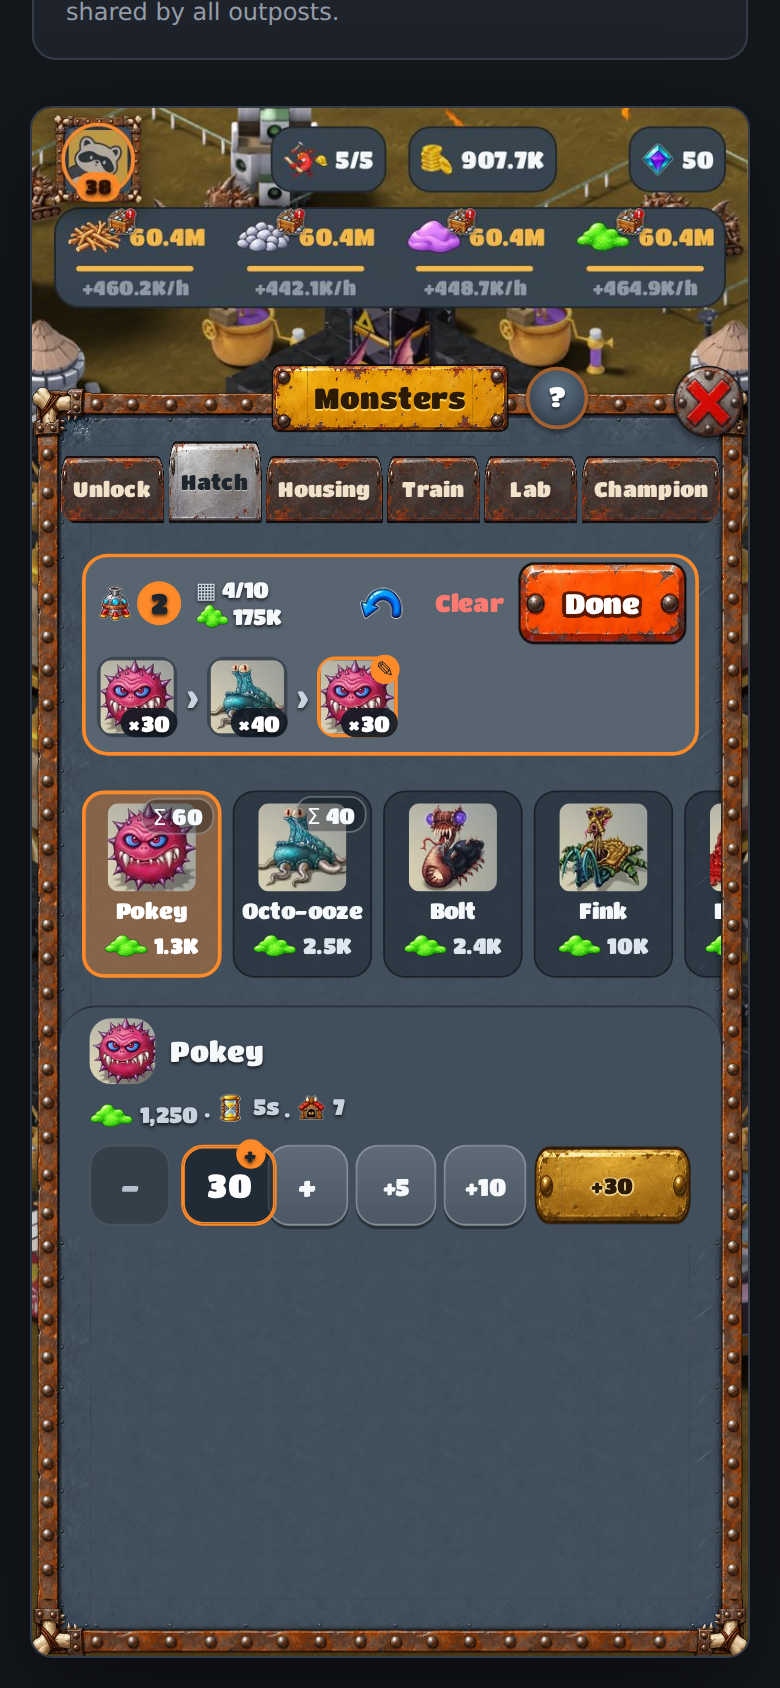 shared by all outposts.
38
5/5
907.7K
50
60.4M
60.4M
60.4M
60.4M
+460.2K/h
+442.1K/h
+448.7K/h
+464.9K/h
Monsters
?
Unlock
Hatch
Housing
Train
Lab
Champion
2
4/10
175K
Clear
Done
×30
×40
×30
Σ 60
Σ 40
Pokey
Octo-ooze
Bolt
Fink
1.3K
2.5K
2.4K
10K
Pokey
1,250 · 5s . 7
-
30
+
+5
+10
+30